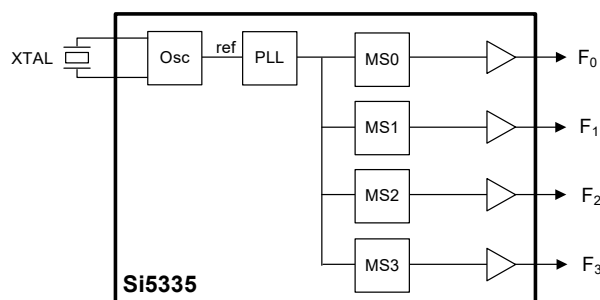 XTAL
Osc
ref
PLL
MS0
F₀
MS1
F₁
MS2
F₂
MS3
F₃
Si5335